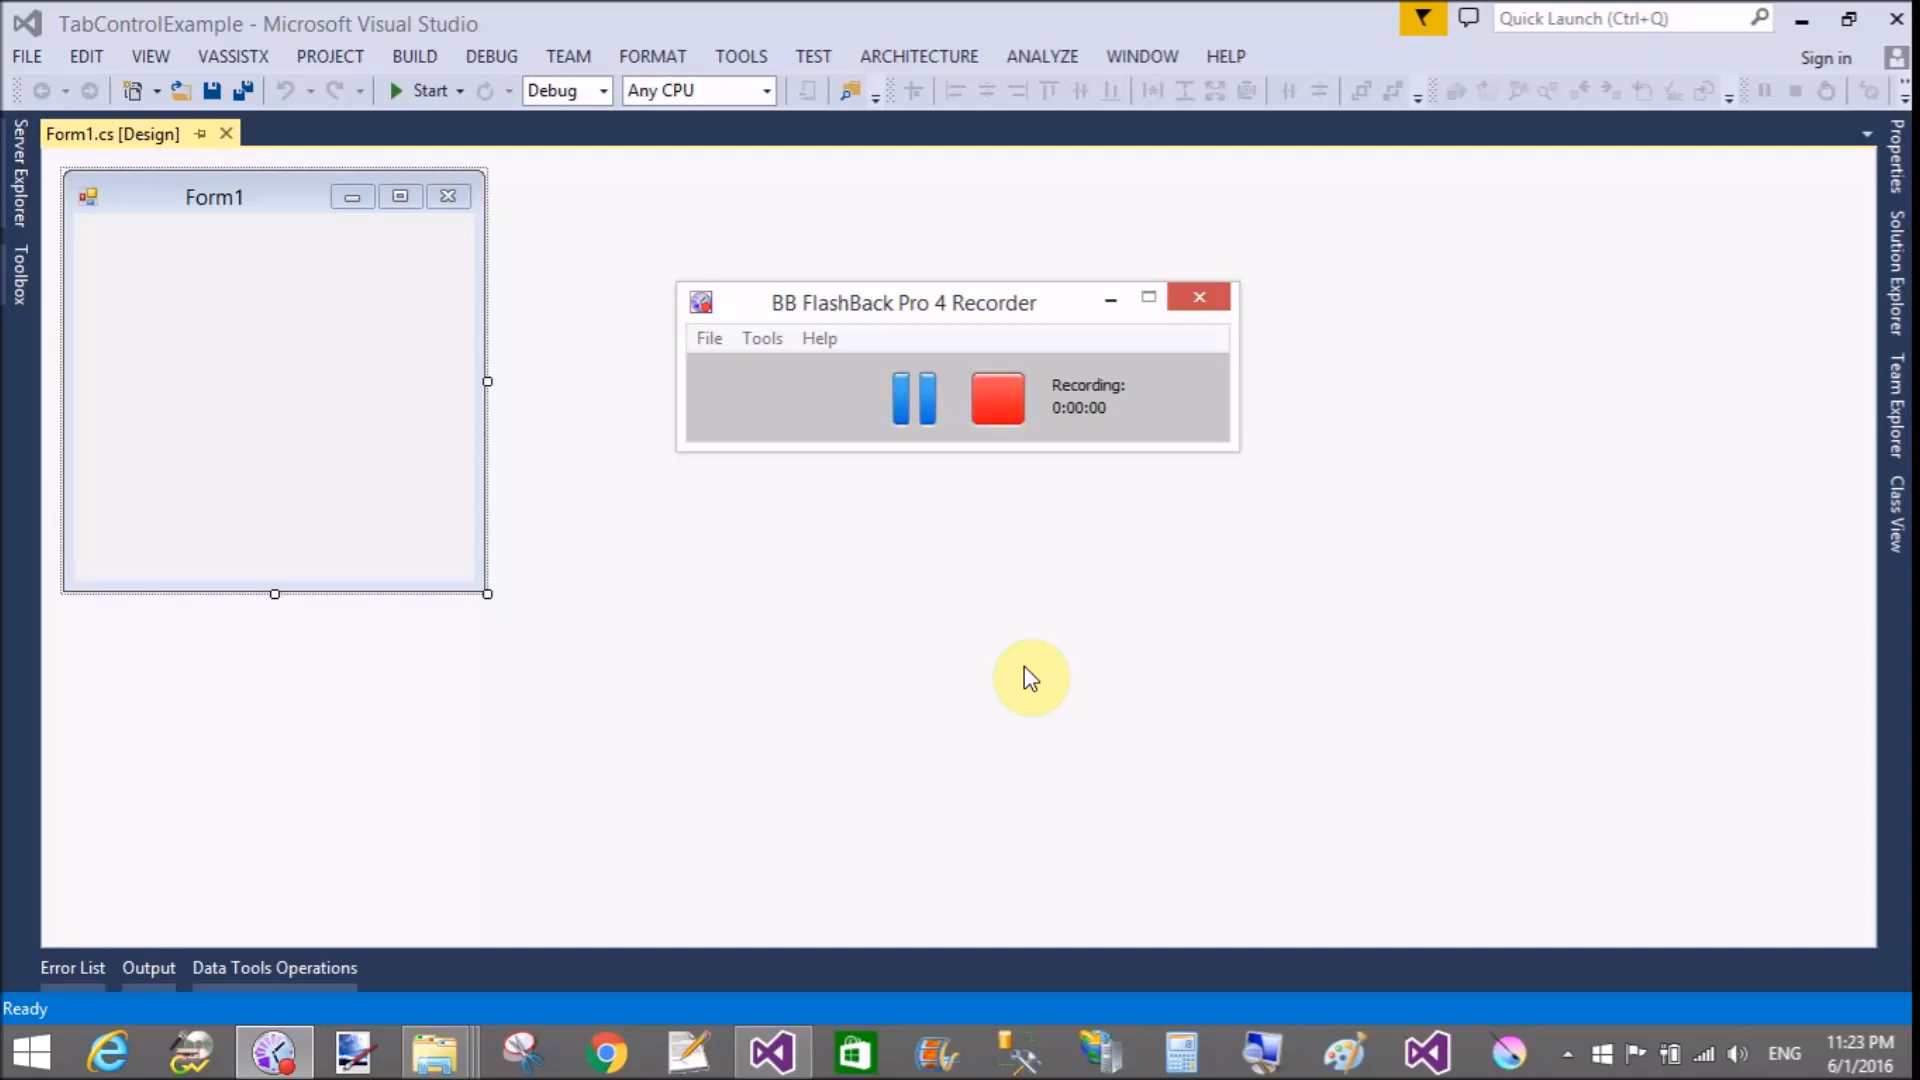 TabControlExample - Microsoft Visual Studio
Quick Launch (Ctrl+Q)
FILE EDIT VIEW VASSISTX PROJECT BUILD DEBUG TEAM FORMAT TOOLS TEST ARCHITECTURE ANALYZE WINDOW HELP
Sign in
Start Debug Any CPU
Form1.cs [Design]
Server Explorer
Toolbox
Form1
BB FlashBack Pro 4 Recorder
File Tools Help
Recording:
0:00:00
Properties
Solution Explorer
Team Explorer
Class View
Error List Output Data Tools Operations
Ready
ENG
11:23 PM
6/1/2016